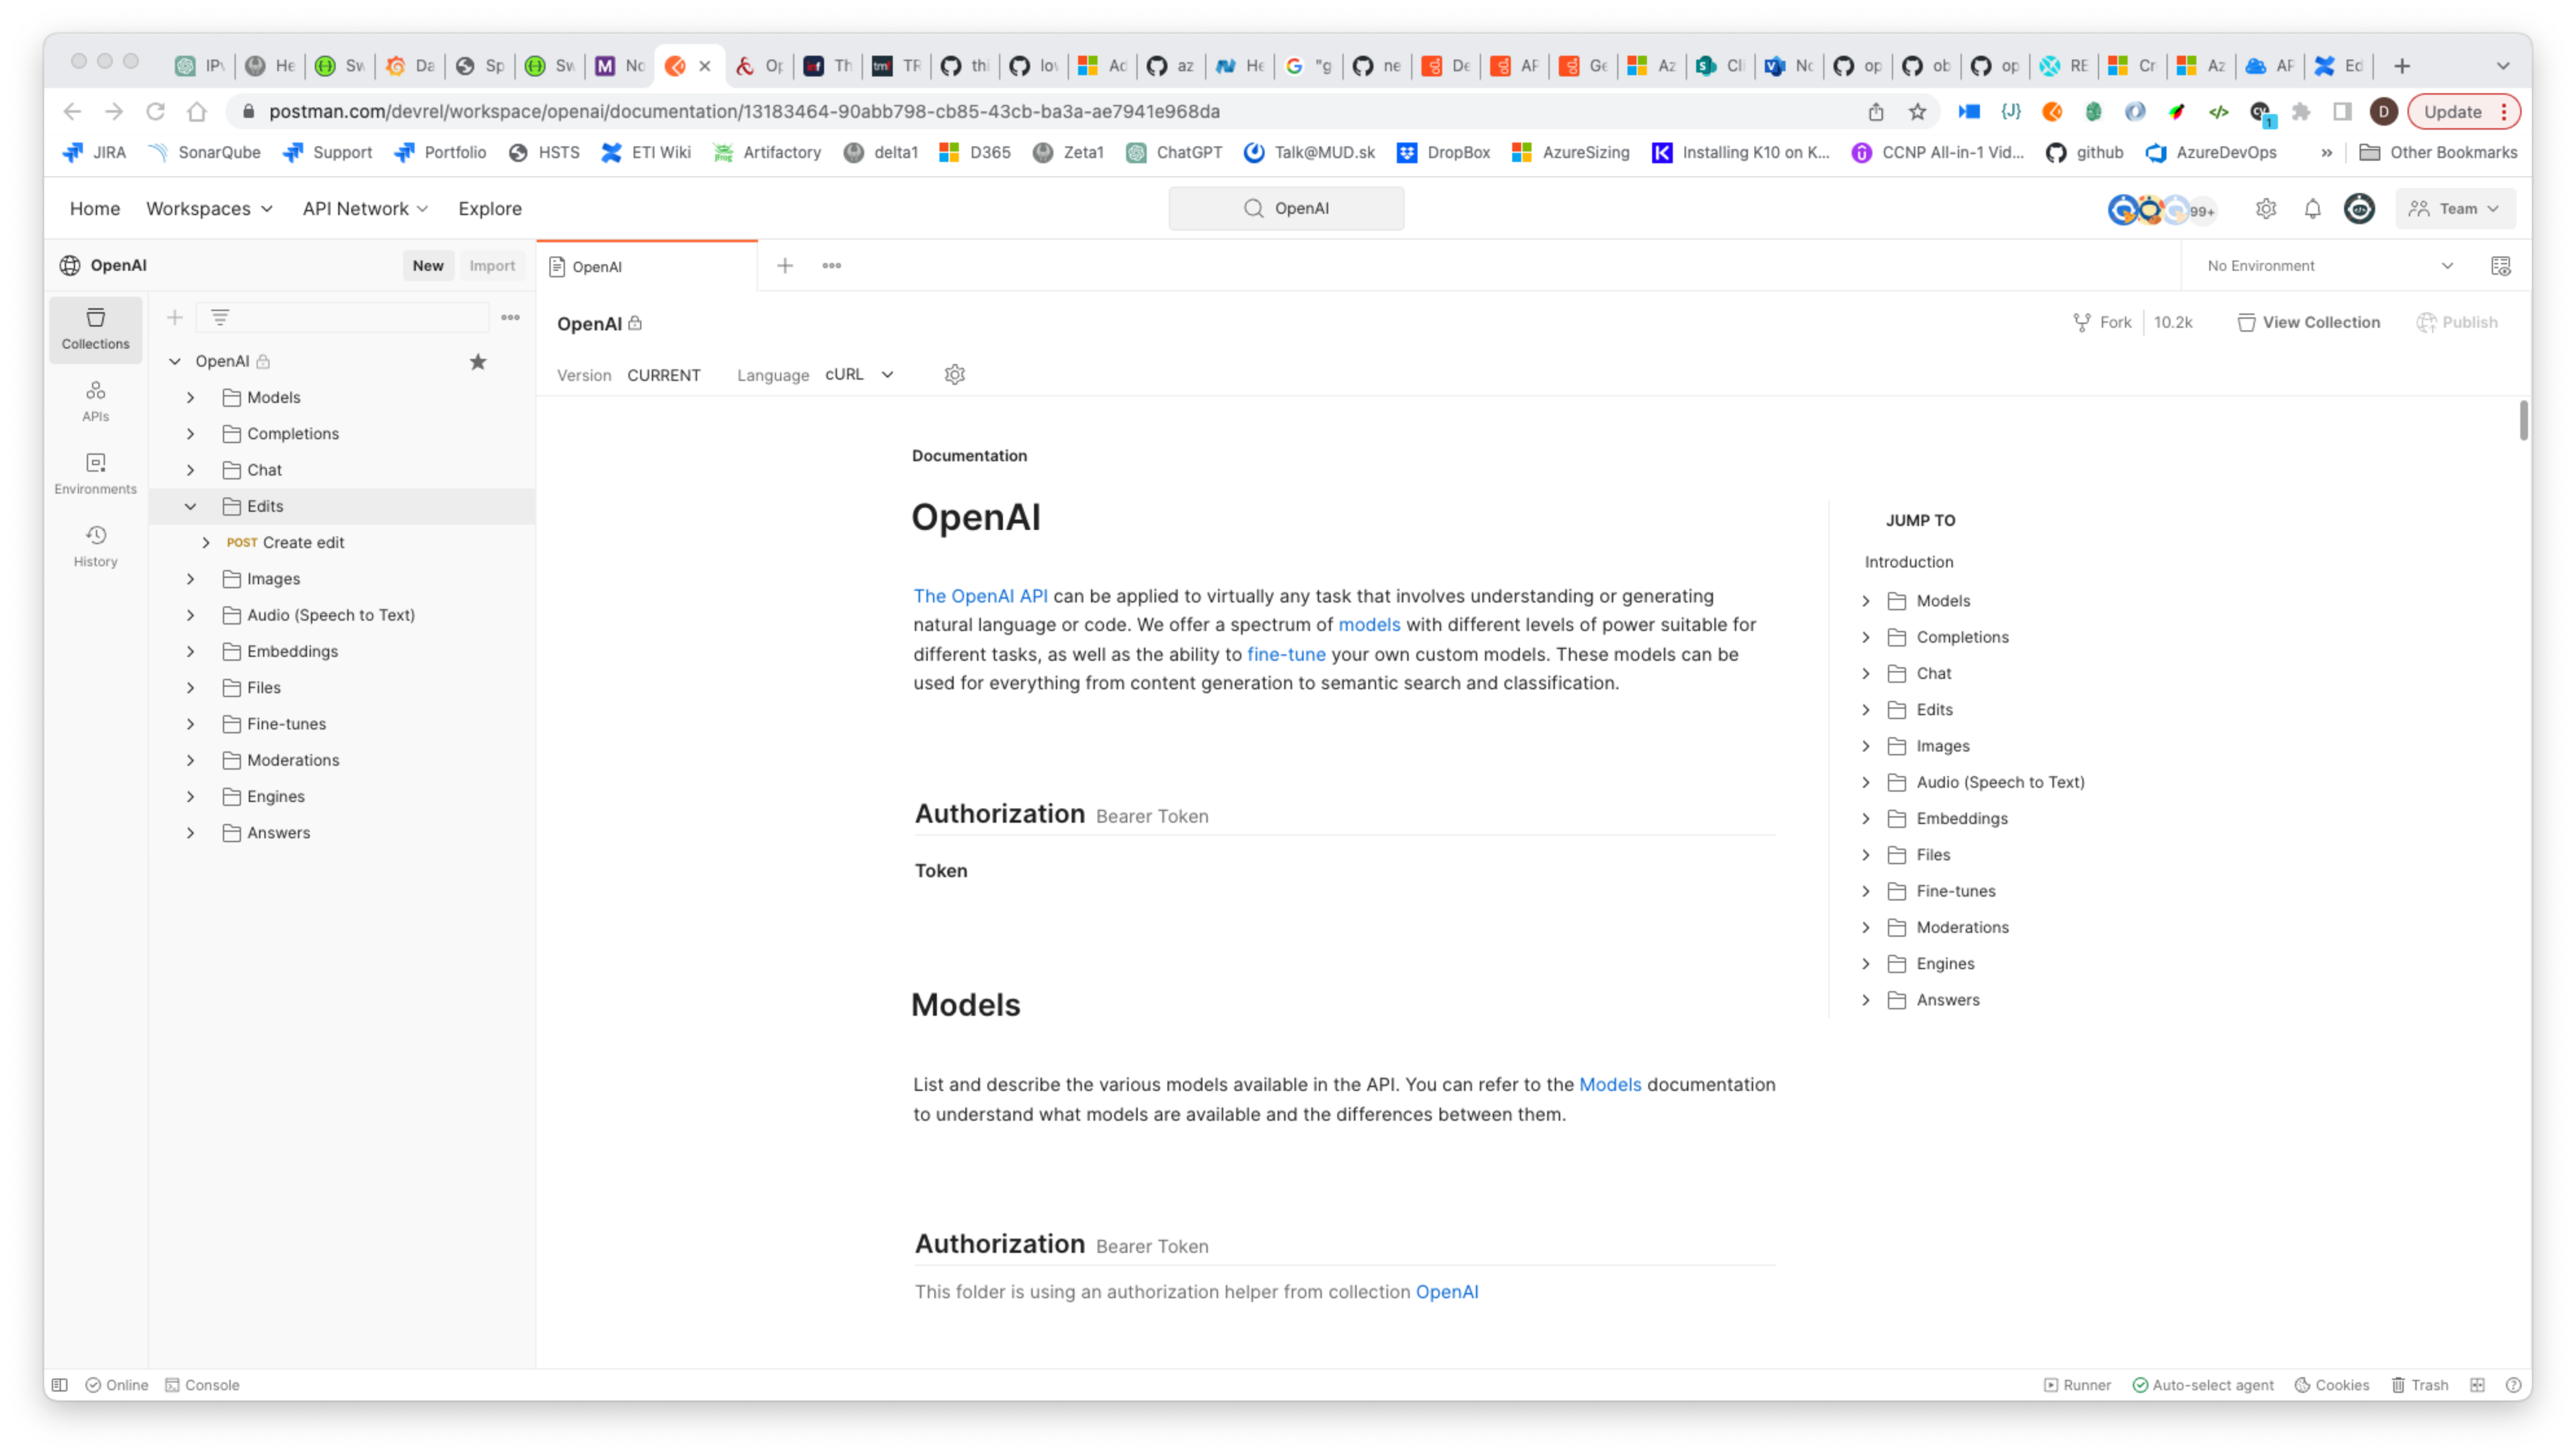 IP
He
Sw
Da
Sp
Sw
No
Op
Th
TR
thi
lov
Ad
az
He
"g
ne
De
AP
Ge
Az
Cli
Nc
op
ob
op
RE
Cr
Az
AP
Ed
postman.com/devrel/workspace/openai/documentation/13183464-90abb798-cb85-43cb-ba3a-ae7941e968da
D
Update
JIRA SonarQube Support Portfolio HSTS ETI Wiki Artifactory delta1 D365 Zeta1 ChatGPT Talk@MUD.sk DropBox AzureSizing Installing K10 on K... CCNP All-in-1 Vid... github AzureDevOps » Other Bookmarks
Home Workspaces API Network Explore
OpenAI
99+
Team
OpenAI New Import
OpenAI
No Environment
Collections
APIs
Environments
History
OpenAI
Models
Completions
Chat
Edits
POST Create edit
Images
Audio (Speech to Text)
Embeddings
Files
Fine-tunes
Moderations
Engines
Answers
OpenAI
Fork 10.2k View Collection Publish
Version CURRENT Language cURL
Documentation
OpenAI
The OpenAI API can be applied to virtually any task that involves understanding or generating
natural language or code. We offer a spectrum of models with different levels of power suitable for
different tasks, as well as the ability to fine-tune your own custom models. These models can be
used for everything from content generation to semantic search and classification.
Authorization Bearer Token
Token
Models
List and describe the various models available in the API. You can refer to the Models documentation
to understand what models are available and the differences between them.
Authorization Bearer Token
This folder is using an authorization helper from collection OpenAI
JUMP TO
Introduction
Models
Completions
Chat
Edits
Images
Audio (Speech to Text)
Embeddings
Files
Fine-tunes
Moderations
Engines
Answers
Online Console
Runner Auto-select agent Cookies Trash